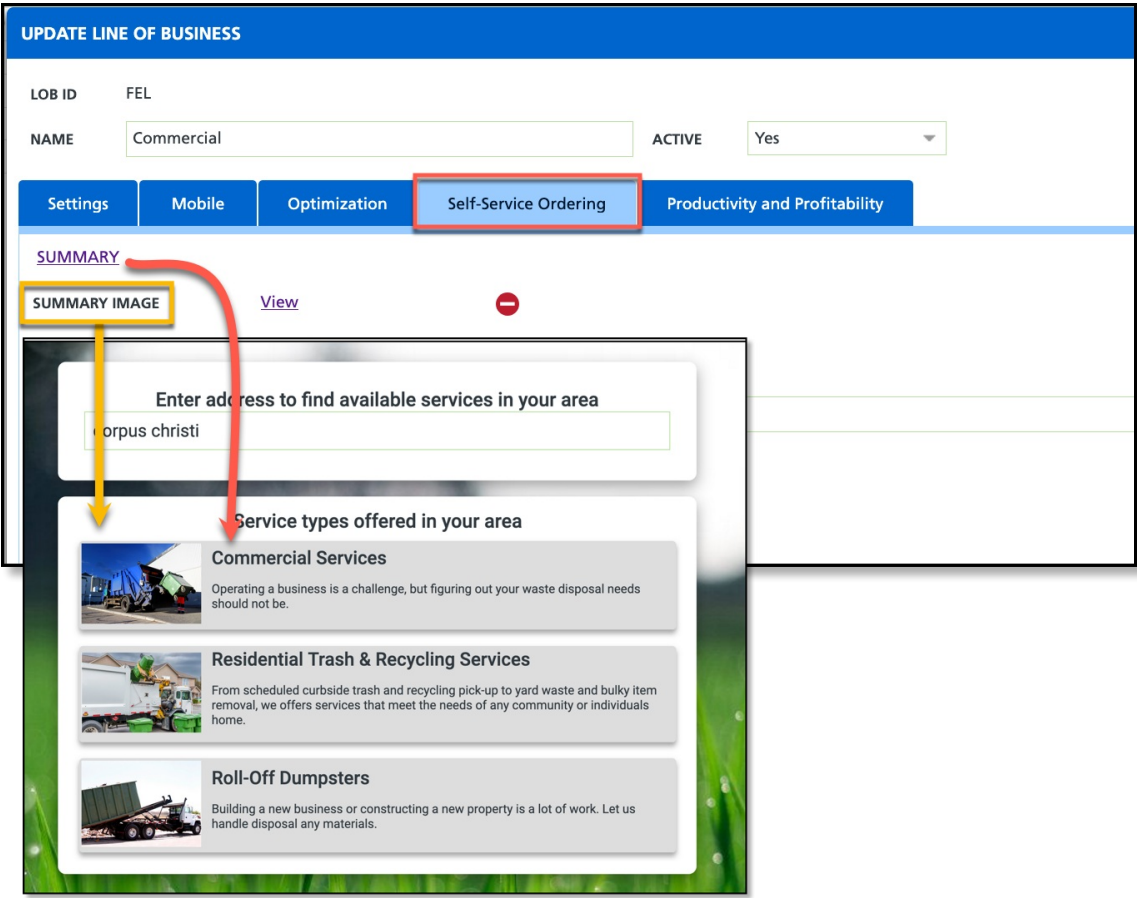 UPDATE LINE OF BUSINESS
LOB ID FEL
NAME Commercial ACTIVE Yes
Settings Mobile Optimization Self-Service Ordering Productivity and Profitability
SUMMARY
SUMMARY IMAGE View
Enter address to find available services in your area
corpus christi
Service types offered in your area
Commercial Services
Operating a business is a challenge, but figuring out your waste disposal needs
should not be.
Residential Trash & Recycling Services
From scheduled curbside trash and recycling pick-up to yard waste and bulky item
removal, we offers services that meet the needs of any community or individuals
home.
Roll-Off Dumpsters
Building a new business or constructing a new property is a lot of work. Let us
handle disposal any materials.